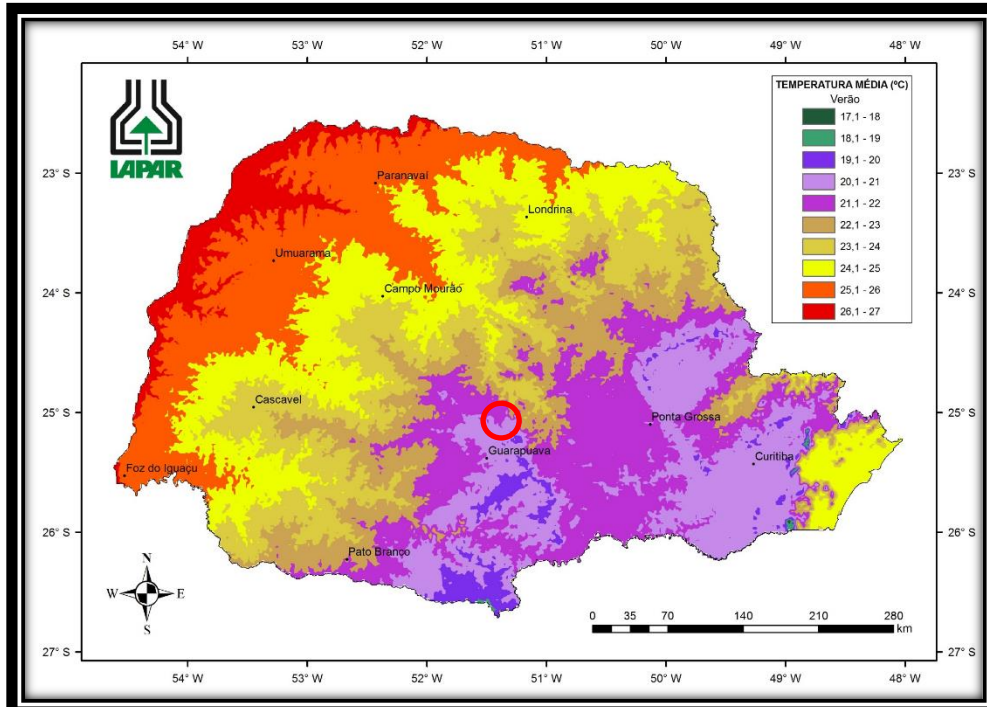 54° W 53° W 52° W 51° W 50° W 49° W 48° W
IAPAR
TEMPERATURA MÉDIA (°C)
Verão
17,1 - 18
18,1 - 19
19,1 - 20
20,1 - 21
21,1 - 22
22,1 - 23
23,1 - 24
24,1 - 25
25,1 - 26
26,1 - 27
23° S 23° S
Paranavaí
Londrina
Umuarama
24° S 24° S
Campo Mourão
Cascavel
25° S 25° S
Ponta Grossa
Guarapuava
Curitiba
Foz do Iguaçu
26° S 26° S
Pato Branco
N
W E
S
0 35 70 140 210 280
km
27° S 27° S
54° W 53° W 52° W 51° W 50° W 49° W 48° W